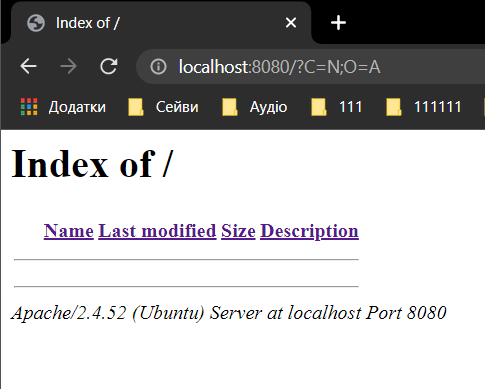 Index of /
localhost:8080/?C=N;O=A
Додатки Сейви Аудіо 111 111111
Index of /
Name Last modified Size Description
Apache/2.4.52 (Ubuntu) Server at localhost Port 8080